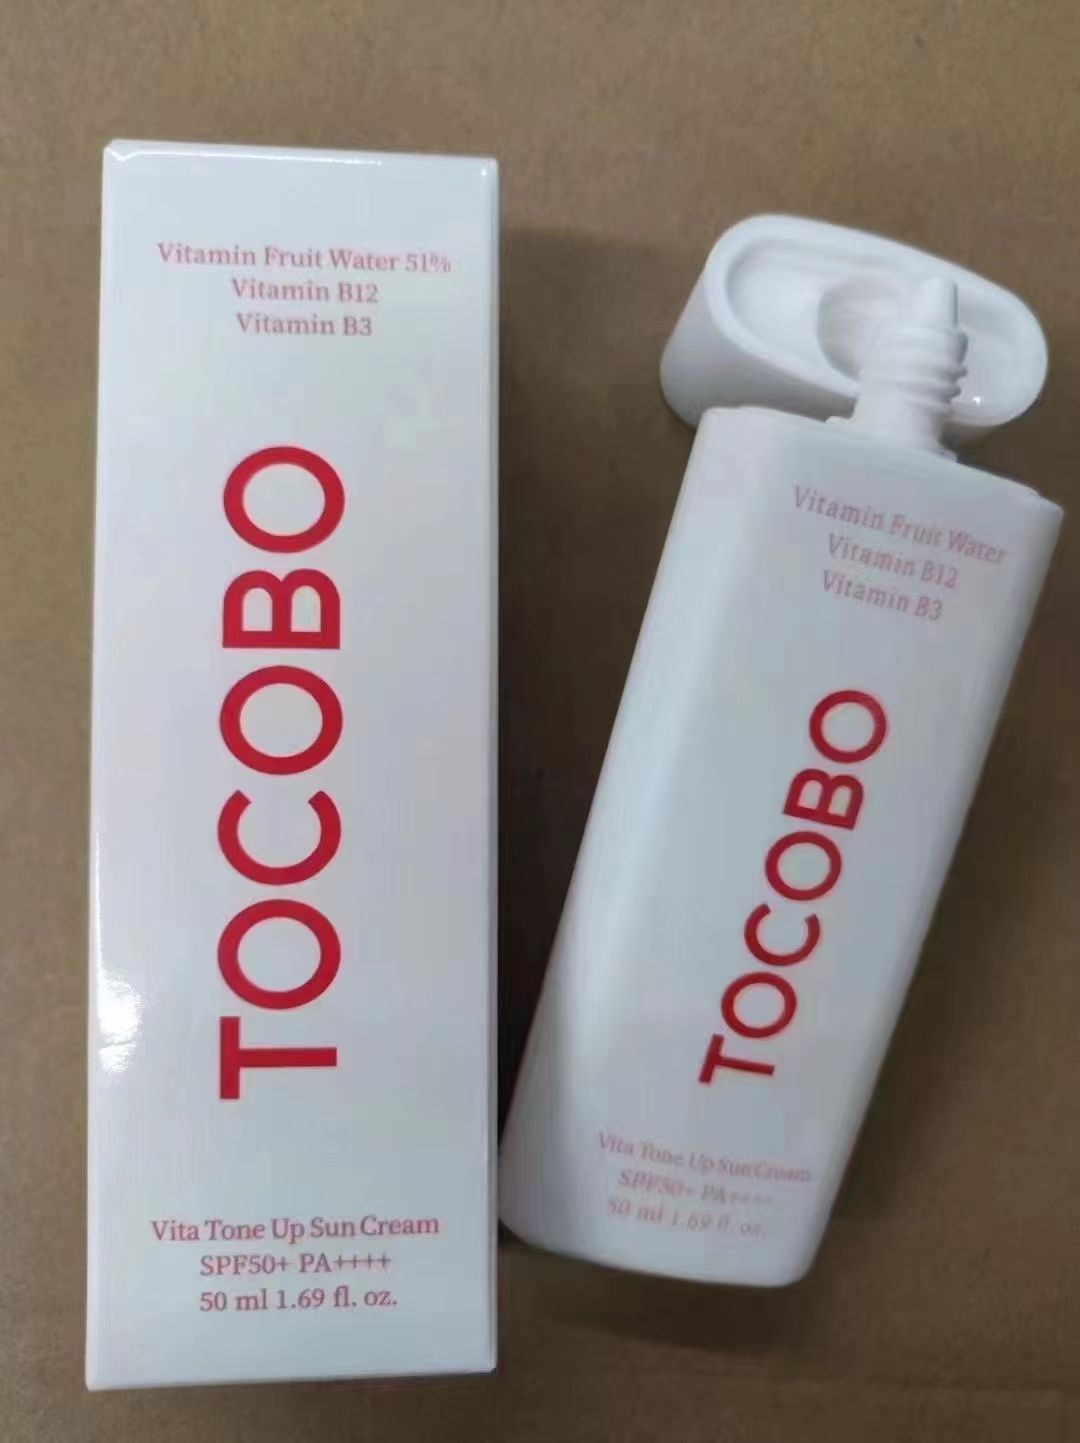 Vitamin Fruit Water 51%
Vitamin B12
Vitamin B3
TOCOBO
Vita Tone Up Sun Cream
SPF50+ PA++++
50 ml 1.69 fl. oz.
Vitamin Fruit Water
Vitamin B12
Vitamin B3
TOCOBO
Vita Tone Up Sun Cream
SPF50+ PA++++
50 ml 1.69 fl. oz.